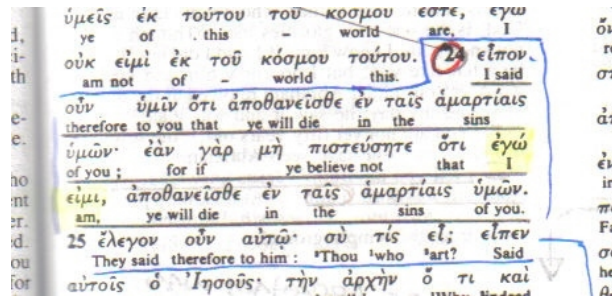 ὑμεῖς ἐκ τούτου τοῦ κόσμου ἐστέ, ἐγὼ
ye of this – world are, I
οὐκ εἰμὶ ἐκ τοῦ κόσμου τούτου. 24 εἶπον
am not of – world this. I said
οὖν ὑμῖν ὅτι ἀποθανεῖσθε ἐν ταῖς ἁμαρτίαις
therefore to you that ye will die in the sins
ὑμῶν· ἐὰν γὰρ μὴ πιστεύσητε ὅτι ἐγώ
of you; for if ye believe not that I
εἰμι, ἀποθανεῖσθε ἐν ταῖς ἁμαρτίαις ὑμῶν.
am, ye will die in the sins of you.
25 ἔλεγον οὖν αὐτῷ· σὺ τίς εἶ; εἶπεν
They said therefore to him: ³Thou ¹who ²art? Said
αὐτοῖς ὁ Ἰησοῦς· τὴν ἀρχὴν ὅ τι καὶ